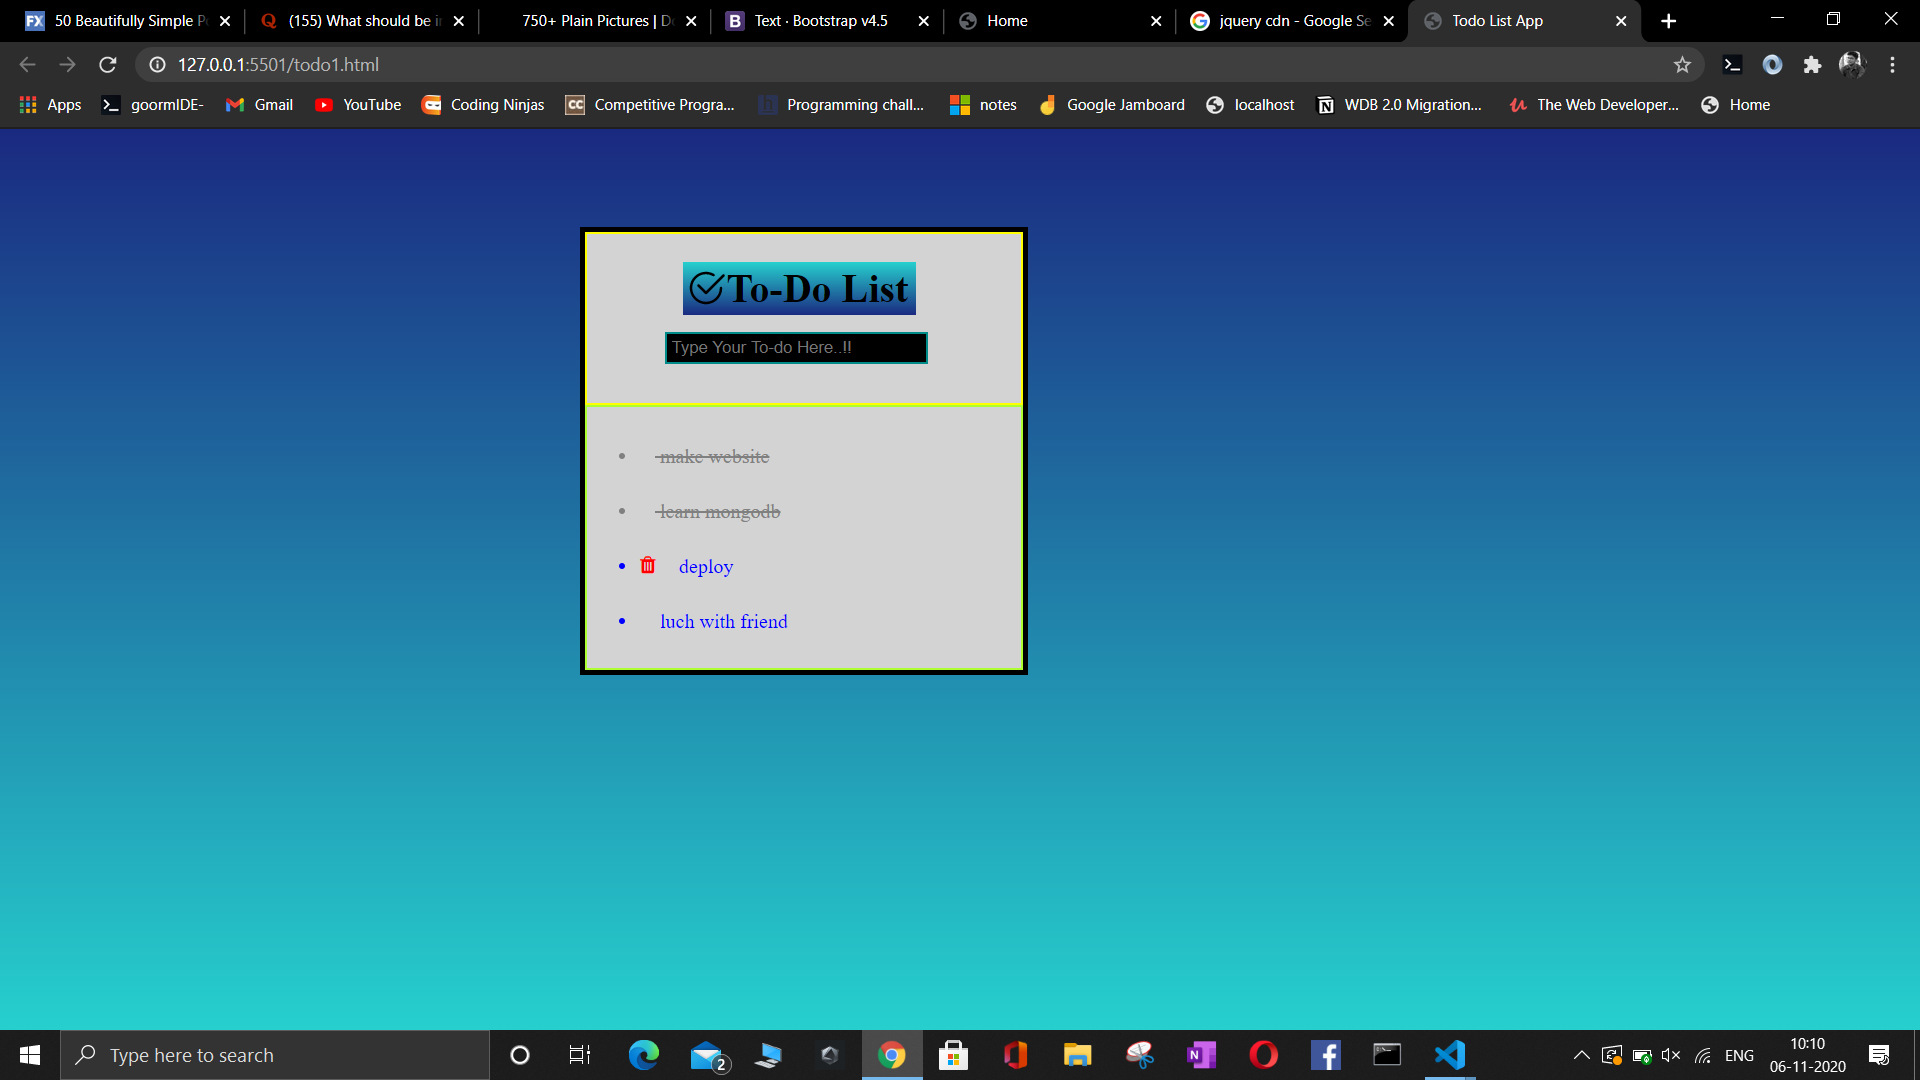 FX 50 Beautifully Simple P
Q (155) What should be i
750+ Plain Pictures | D
B Text · Bootstrap v4.5
Home
jquery cdn - Google Se
Todo List App
127.0.0.1:5501/todo1.html
Apps
goormIDE-
Gmail
YouTube
Coding Ninjas
CC Competitive Progra...
h Programming chall...
notes
Google Jamboard
localhost
WDB 2.0 Migration...
The Web Developer...
Home
To-Do List
Type Your To-do Here..!!
make website
learn mongodb
deploy
luch with friend
Type here to search
2
ENG
10:10
06-11-2020